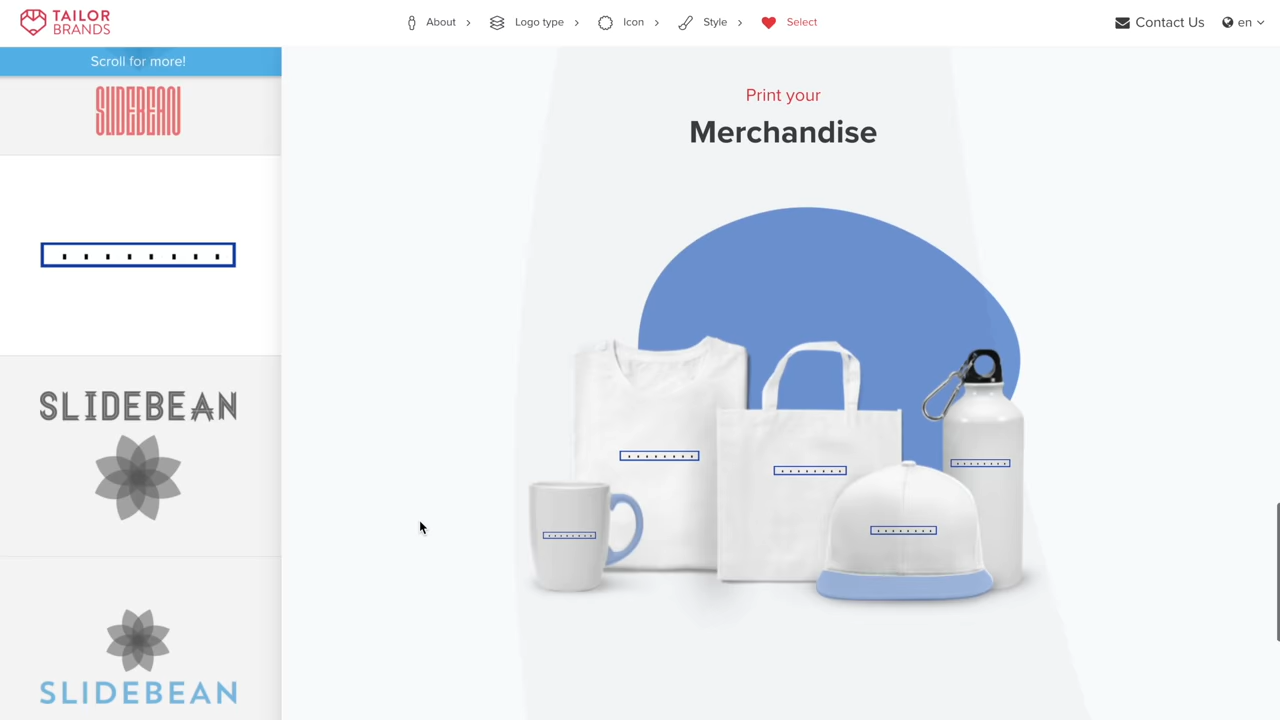 TAILOR
BRANDS
About
Logo type
Icon
Style
Select
Contact Us
en
Scroll for more!
SLIDEBEAN
SLIDEBEAN
SLIDEBEAN
Print your
Merchandise